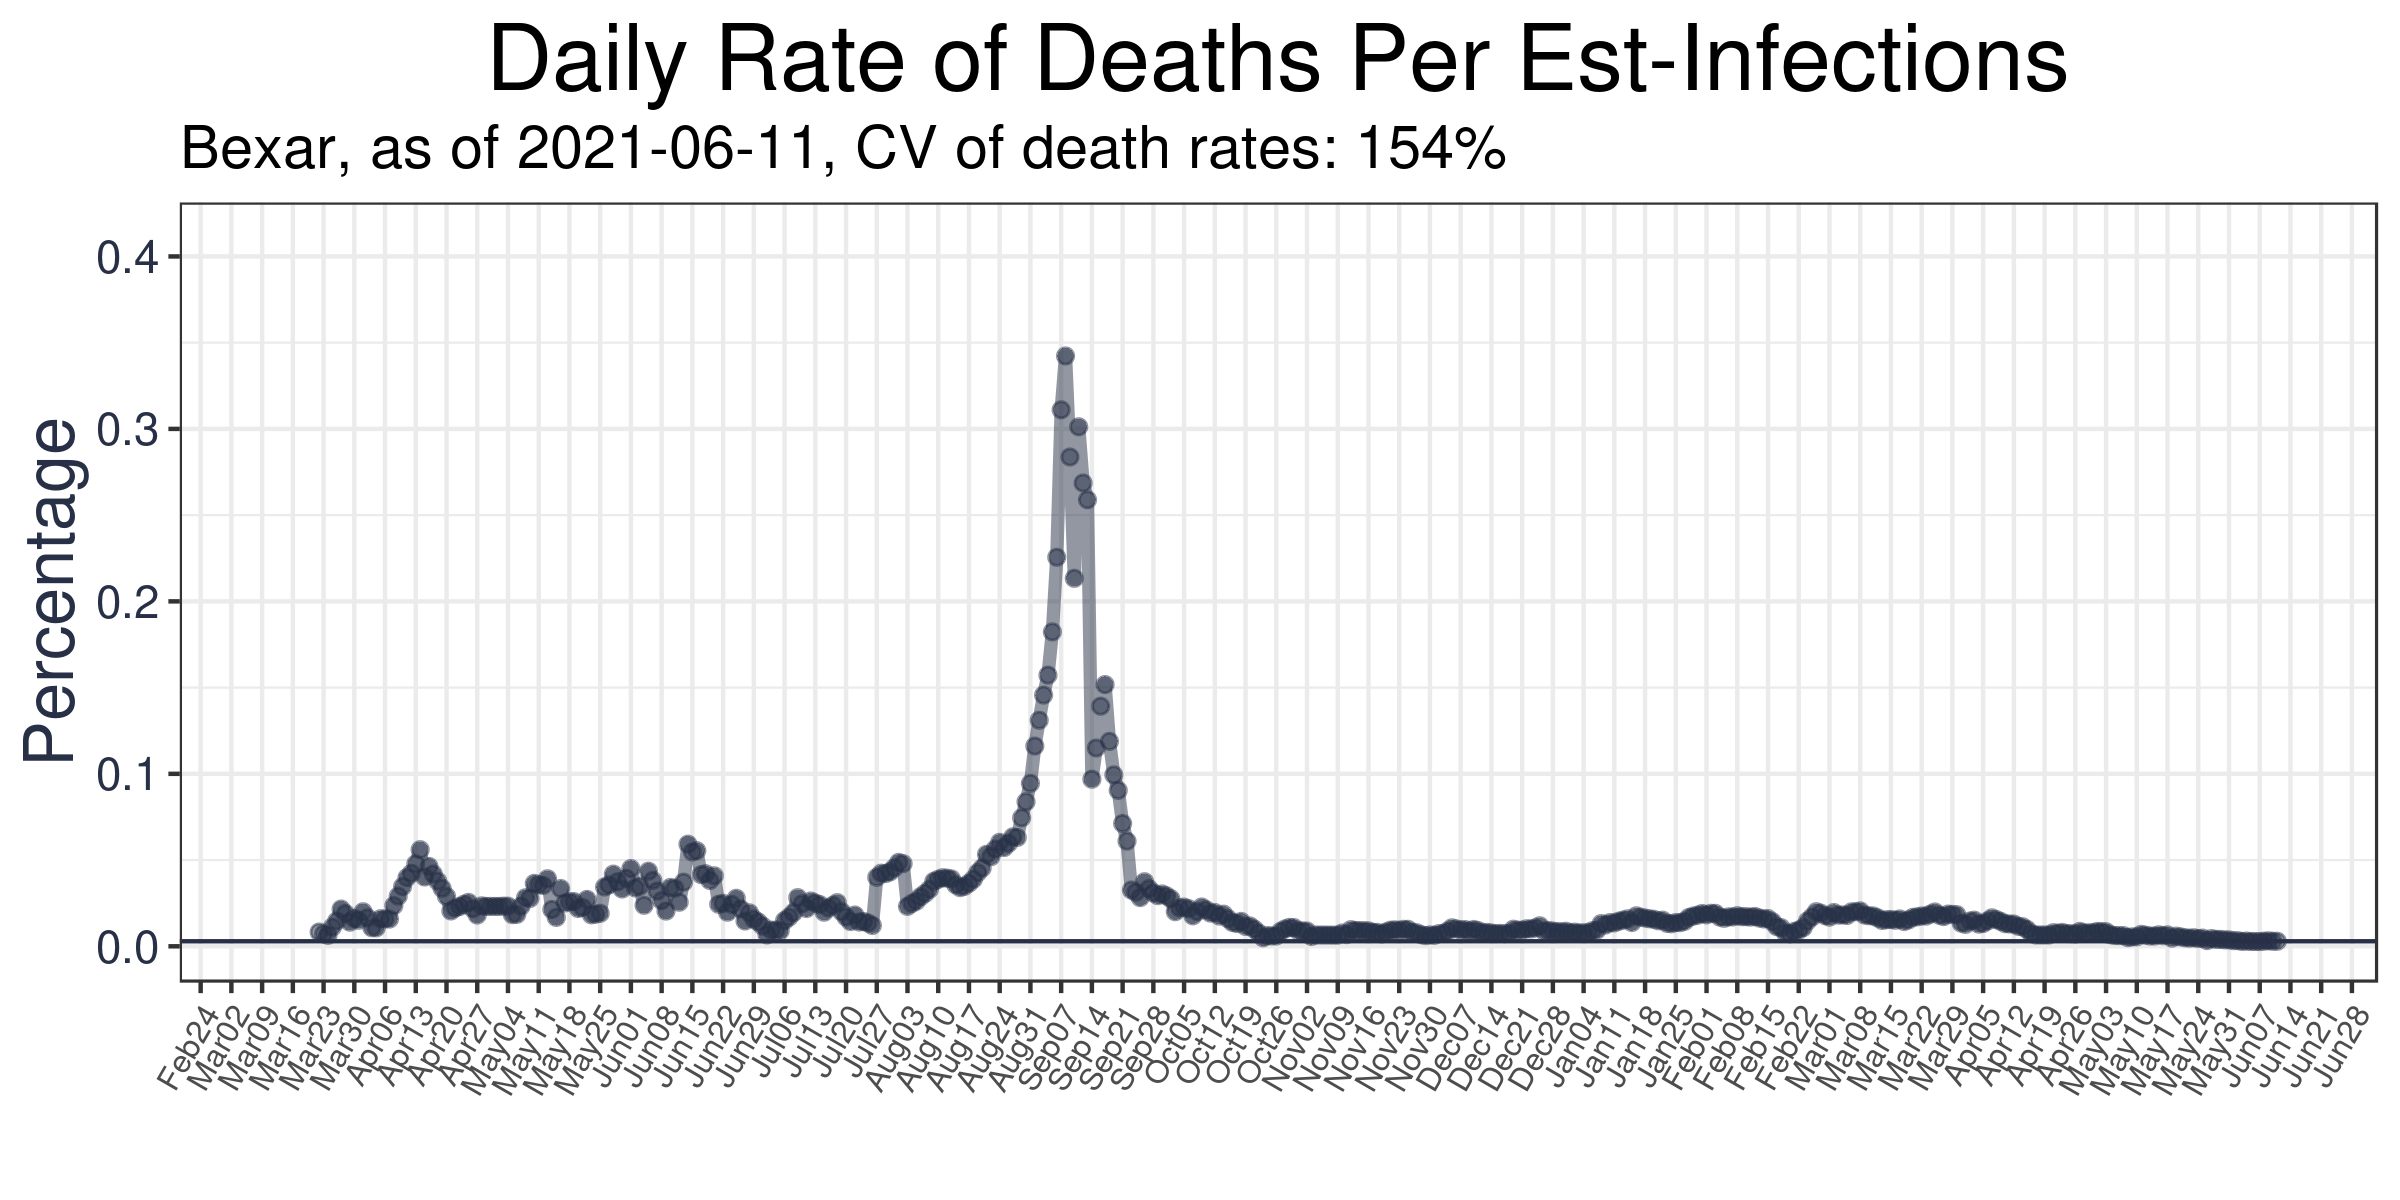 Daily Rate of Deaths Per Est-Infections
Bexar, as of 2021-06-11, CV of death rates: 154%
Percentage
0.4
0.3
0.2
0.1
0.0
Feb24 Mar02 Mar09 Mar16 Mar23 Mar30 Apr06 Apr13 Apr20 Apr27 May04 May11 May18 May25 Jun01 Jun08 Jun15 Jun22 Jun29 Jul06 Jul13 Jul20 Jul27 Aug03 Aug10 Aug17 Aug24 Aug31 Sep07 Sep14 Sep21 Sep28 Oct05 Oct12 Oct19 Oct26 Nov02 Nov09 Nov16 Nov23 Nov30 Dec07 Dec14 Dec21 Dec28 Jan04 Jan11 Jan18 Jan25 Feb01 Feb08 Feb15 Feb22 Mar01 Mar08 Mar15 Mar22 Mar29 Apr05 Apr12 Apr19 Apr26 May03 May10 May17 May24 May31 Jun07 Jun14 Jun21 Jun28